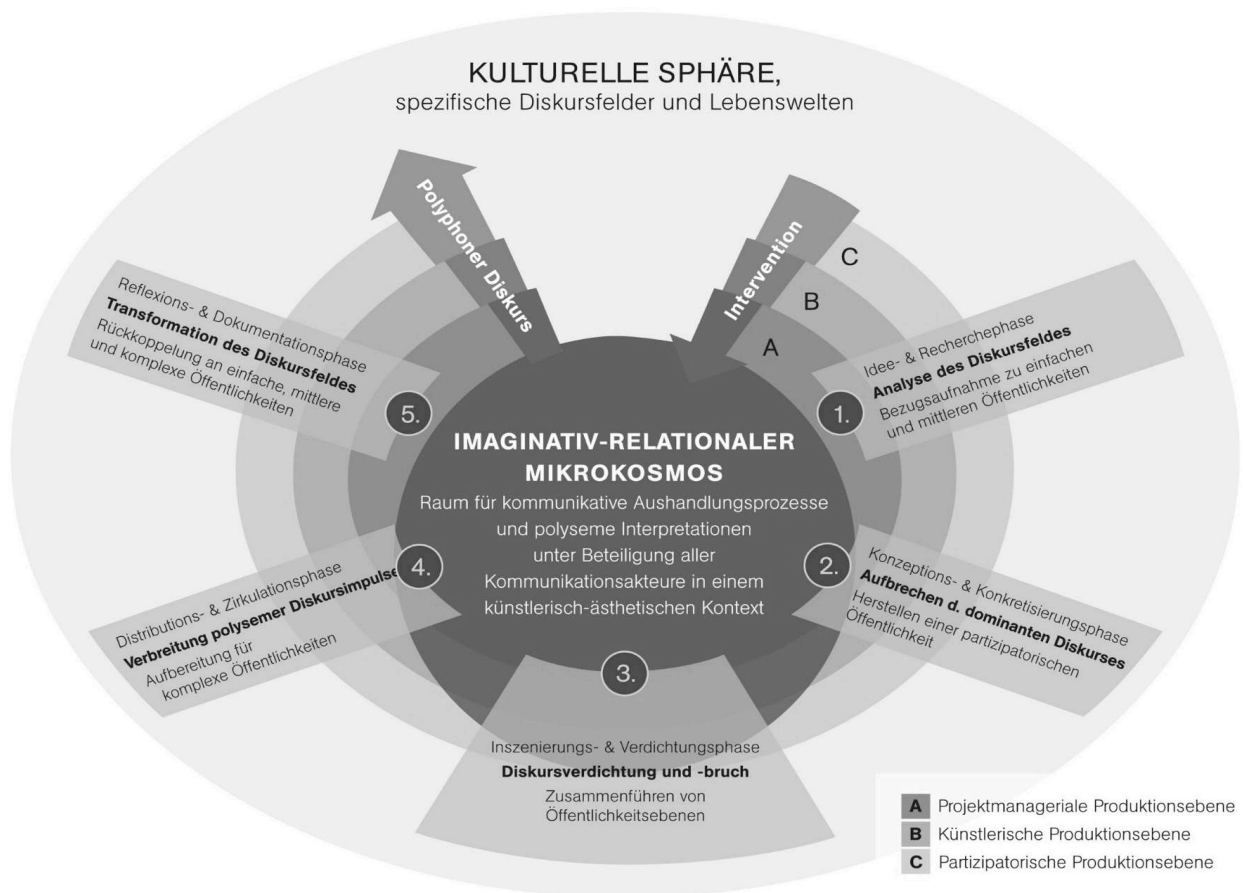 KULTURELLE SPHÄRE,
spezifische Diskursfelder und Lebenswelten
Polyphoner Diskurs
Intervention
C
B
A
Idee- & Recherchephase
Analyse des Diskursfeldes
Bezugsaufnahme zu einfachen
und mittleren Öffentlichkeiten
1.
Konzeptions- & Konkretisierungsphase
Aufbrechen d. dominanten Diskurses
Herstellen einer partizipatorischen
Öffentlichkeit
2.
3.
Inszenierungs- & Verdichtungsphase
Diskursverdichtung und -bruch
Zusammenführen von
Öffentlichkeitsebenen
4.
Distributions- & Zirkulationsphase
Verbreitung polysemer Diskursimpulse
Aufbereitung für
komplexe Öffentlichkeiten
5.
Reflexions- & Dokumentationsphase
Transformation des Diskursfeldes
Rückkoppelung an einfache, mittlere
und komplexe Öffentlichkeiten
IMAGINATIV-RELATIONALER
MIKROKOSMOS
Raum für kommunikative Aushandlungsprozesse
und polyseme Interpretationen
unter Beteiligung aller
Kommunikationsakteure in einem
künstlerisch-ästhetischen Kontext
A Projektmanageriale Produktionsebene
B Künstlerische Produktionsebene
C Partizipatorische Produktionsebene